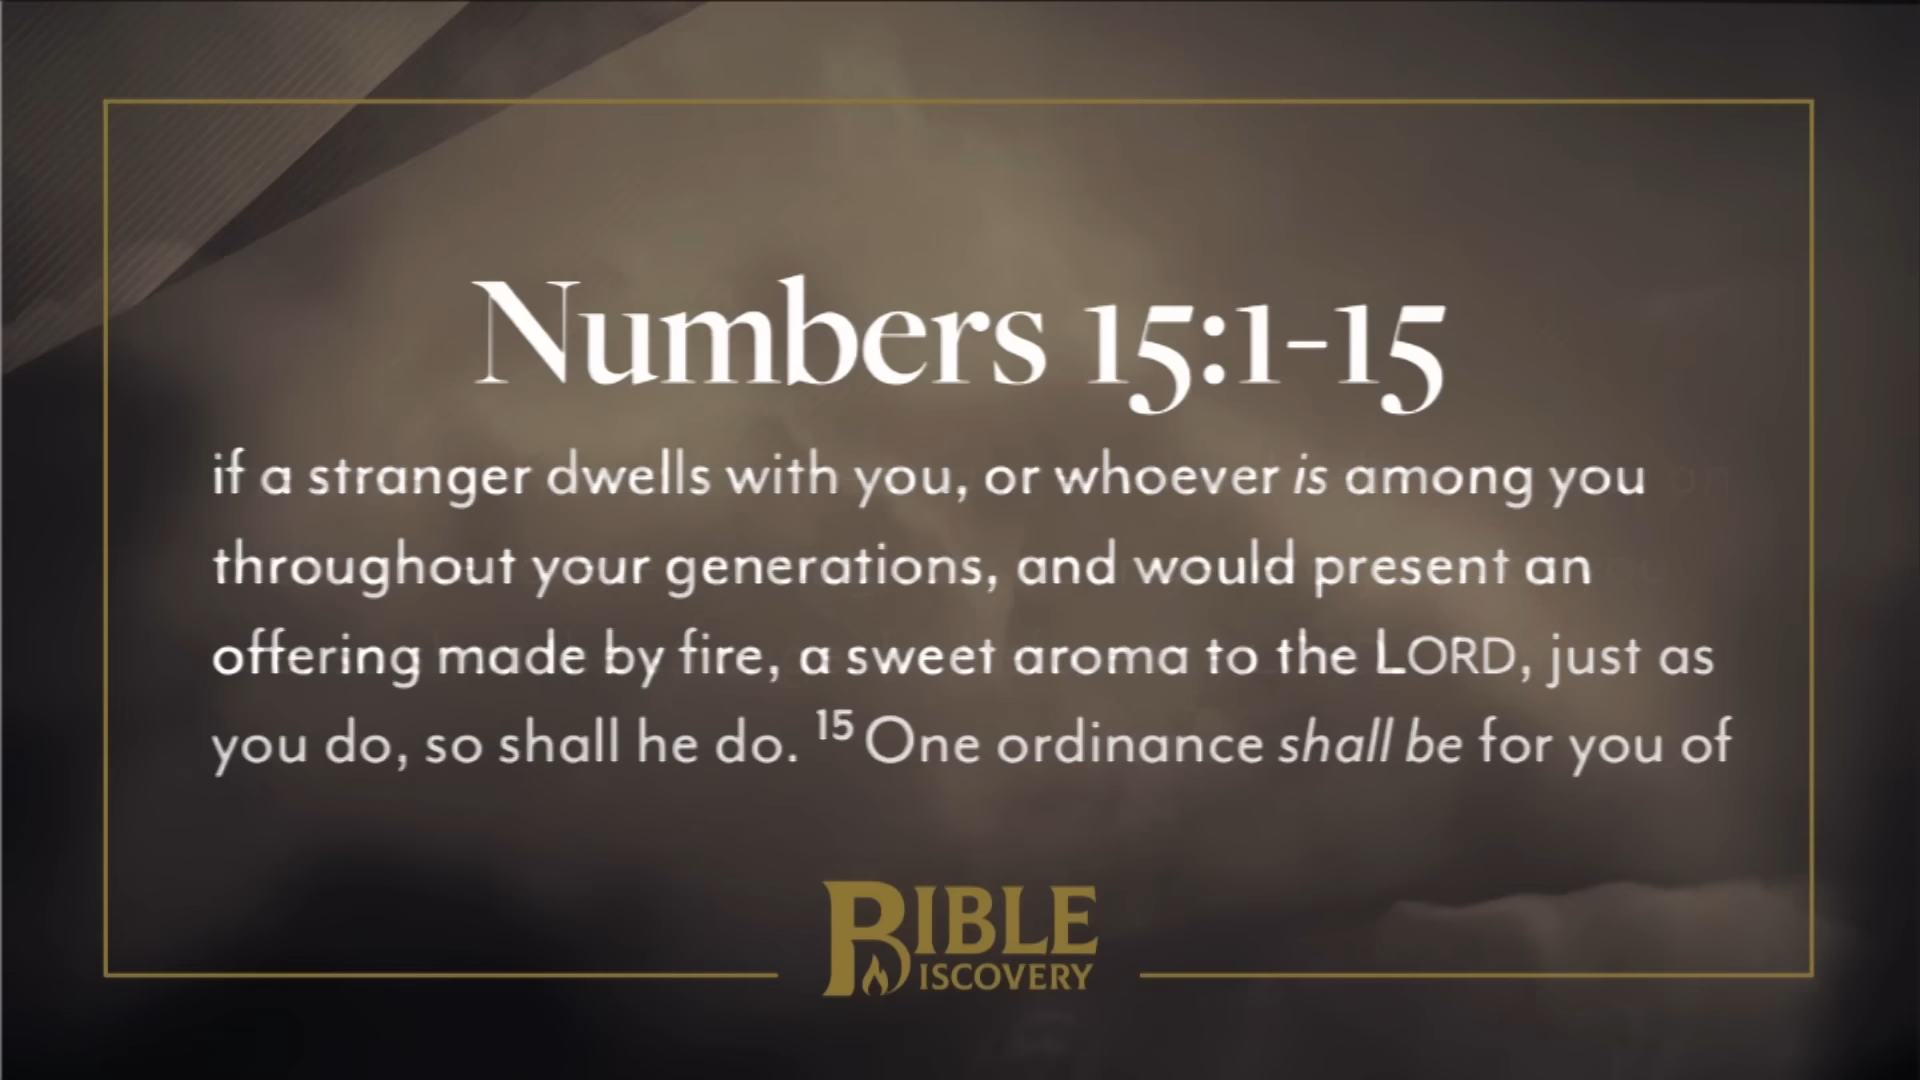 Numbers 15:1-15
if a stranger dwells with you, or whoever is among you
throughout your generations, and would present an
offering made by fire, a sweet aroma to the LORD, just as
you do, so shall he do. 15 One ordinance shall be for you of
BIBLE
DISCOVERY